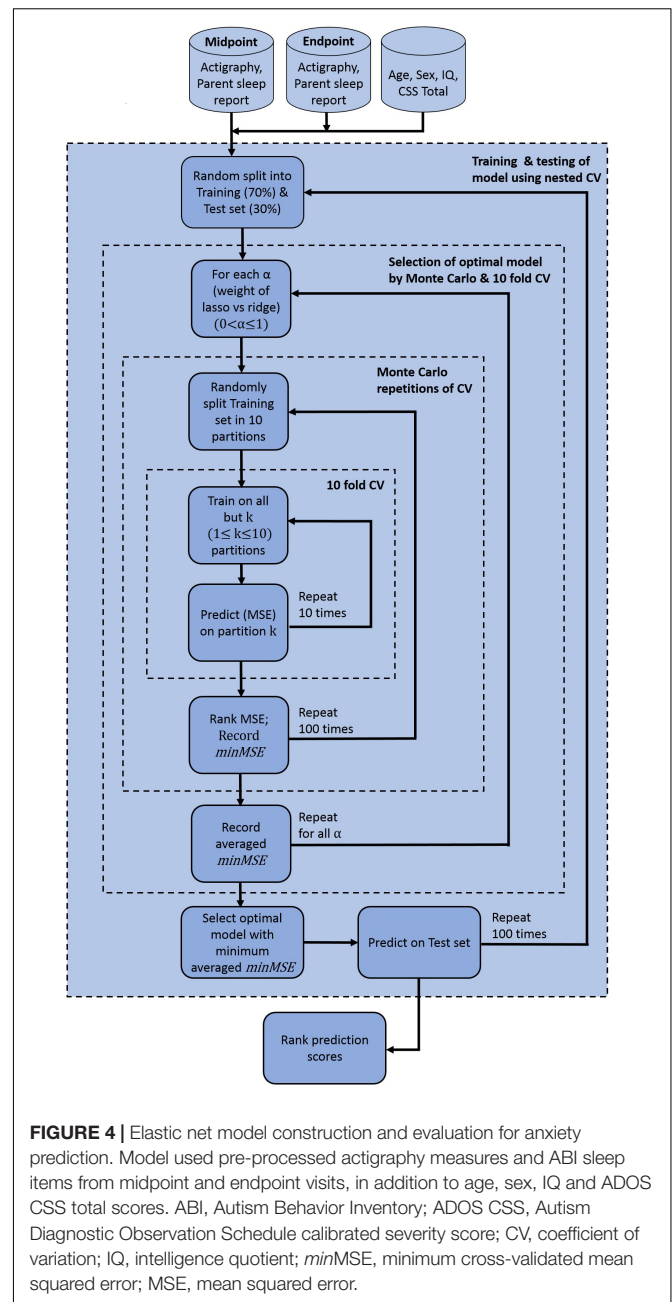 Midpoint
Actigraphy,
Parent sleep
report
Endpoint
Actigraphy,
Parent sleep
report
Age, Sex, IQ,
CSS Total
Training & testing of
model using nested CV
Random split into
Training (70%) &
Test set (30%)
Selection of optimal model
by Monte Carlo & 10 fold CV
For each α
(weight of
lasso vs ridge)
(0<α≤1)
Monte Carlo
repetitions of CV
Randomly
split Training
set in 10
partitions
10 fold CV
Train on all
but k
(1≤ k≤10)
partitions
Predict (MSE)
on partition k
Repeat
10 times
Rank MSE;
Record
minMSE
Repeat
100 times
Record
averaged
minMSE
Repeat
for all α
Select optimal
model with
minimum
averaged minMSE
Predict on Test set
Repeat
100 times
Rank prediction
scores
FIGURE 4 | Elastic net model construction and evaluation for anxiety
prediction. Model used pre-processed actigraphy measures and ABI sleep
items from midpoint and endpoint visits, in addition to age, sex, IQ and ADOS
CSS total scores. ABI, Autism Behavior Inventory; ADOS CSS, Autism
Diagnostic Observation Schedule calibrated severity score; CV, coefficient of
variation; IQ, intelligence quotient; minMSE, minimum cross-validated mean
squared error; MSE, mean squared error.